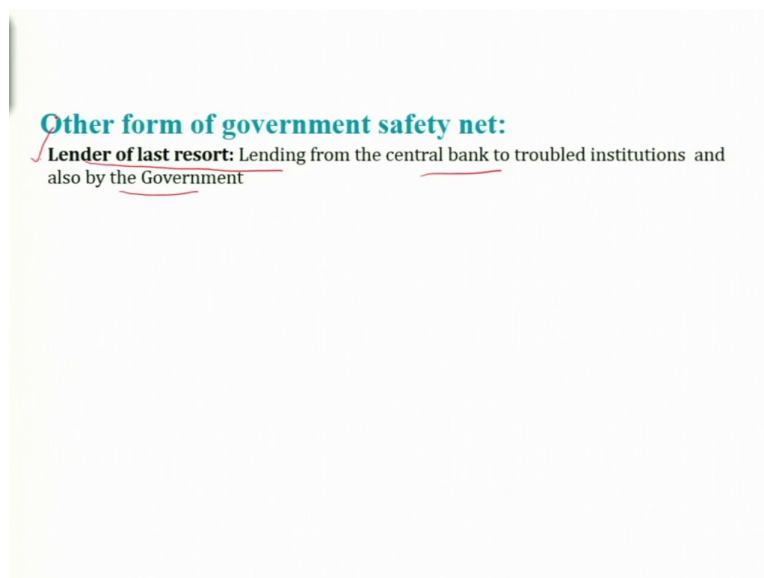 Other form of government safety net:
Lender of last resort: Lending from the central bank to troubled institutions and
also by the Government